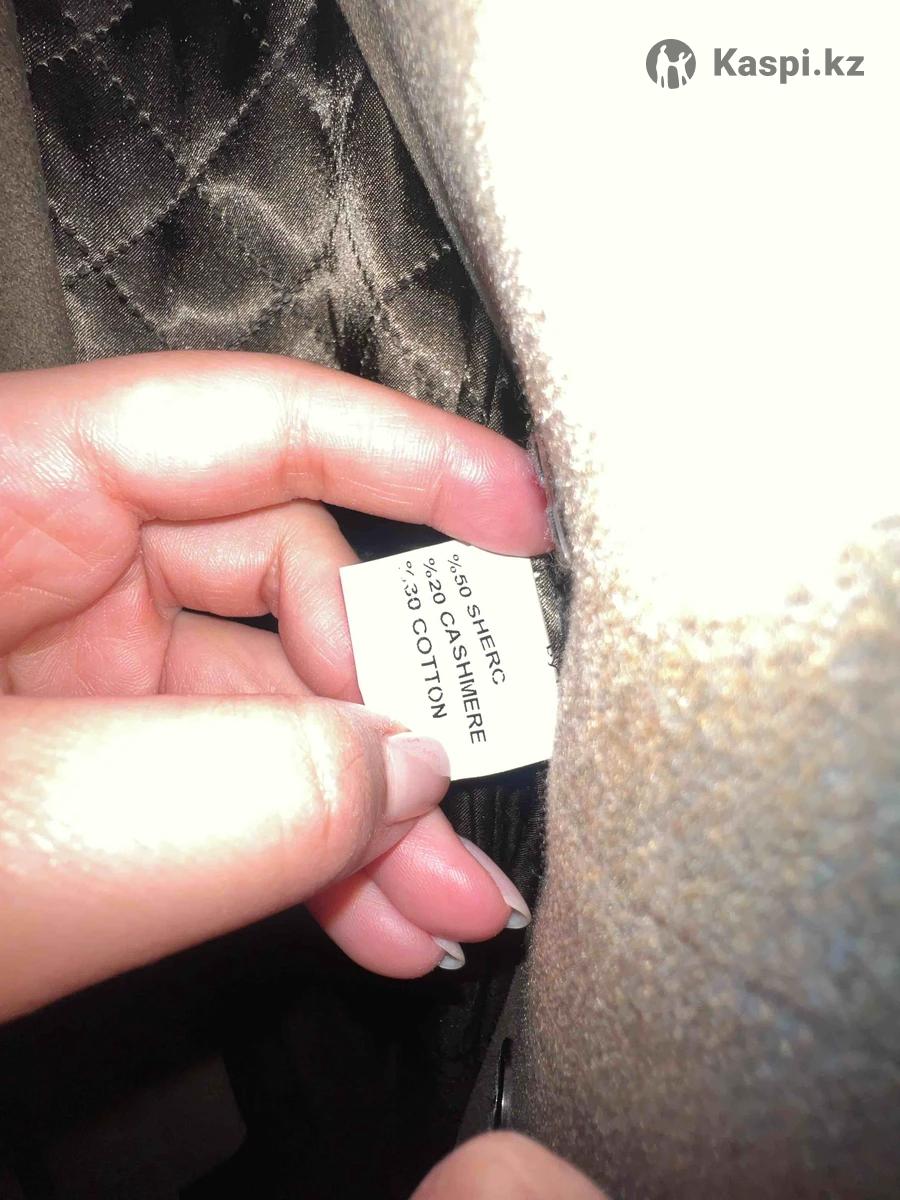 Kaspi.kz
%50 SHERC
%20 CASHMERE
%30 COTTON